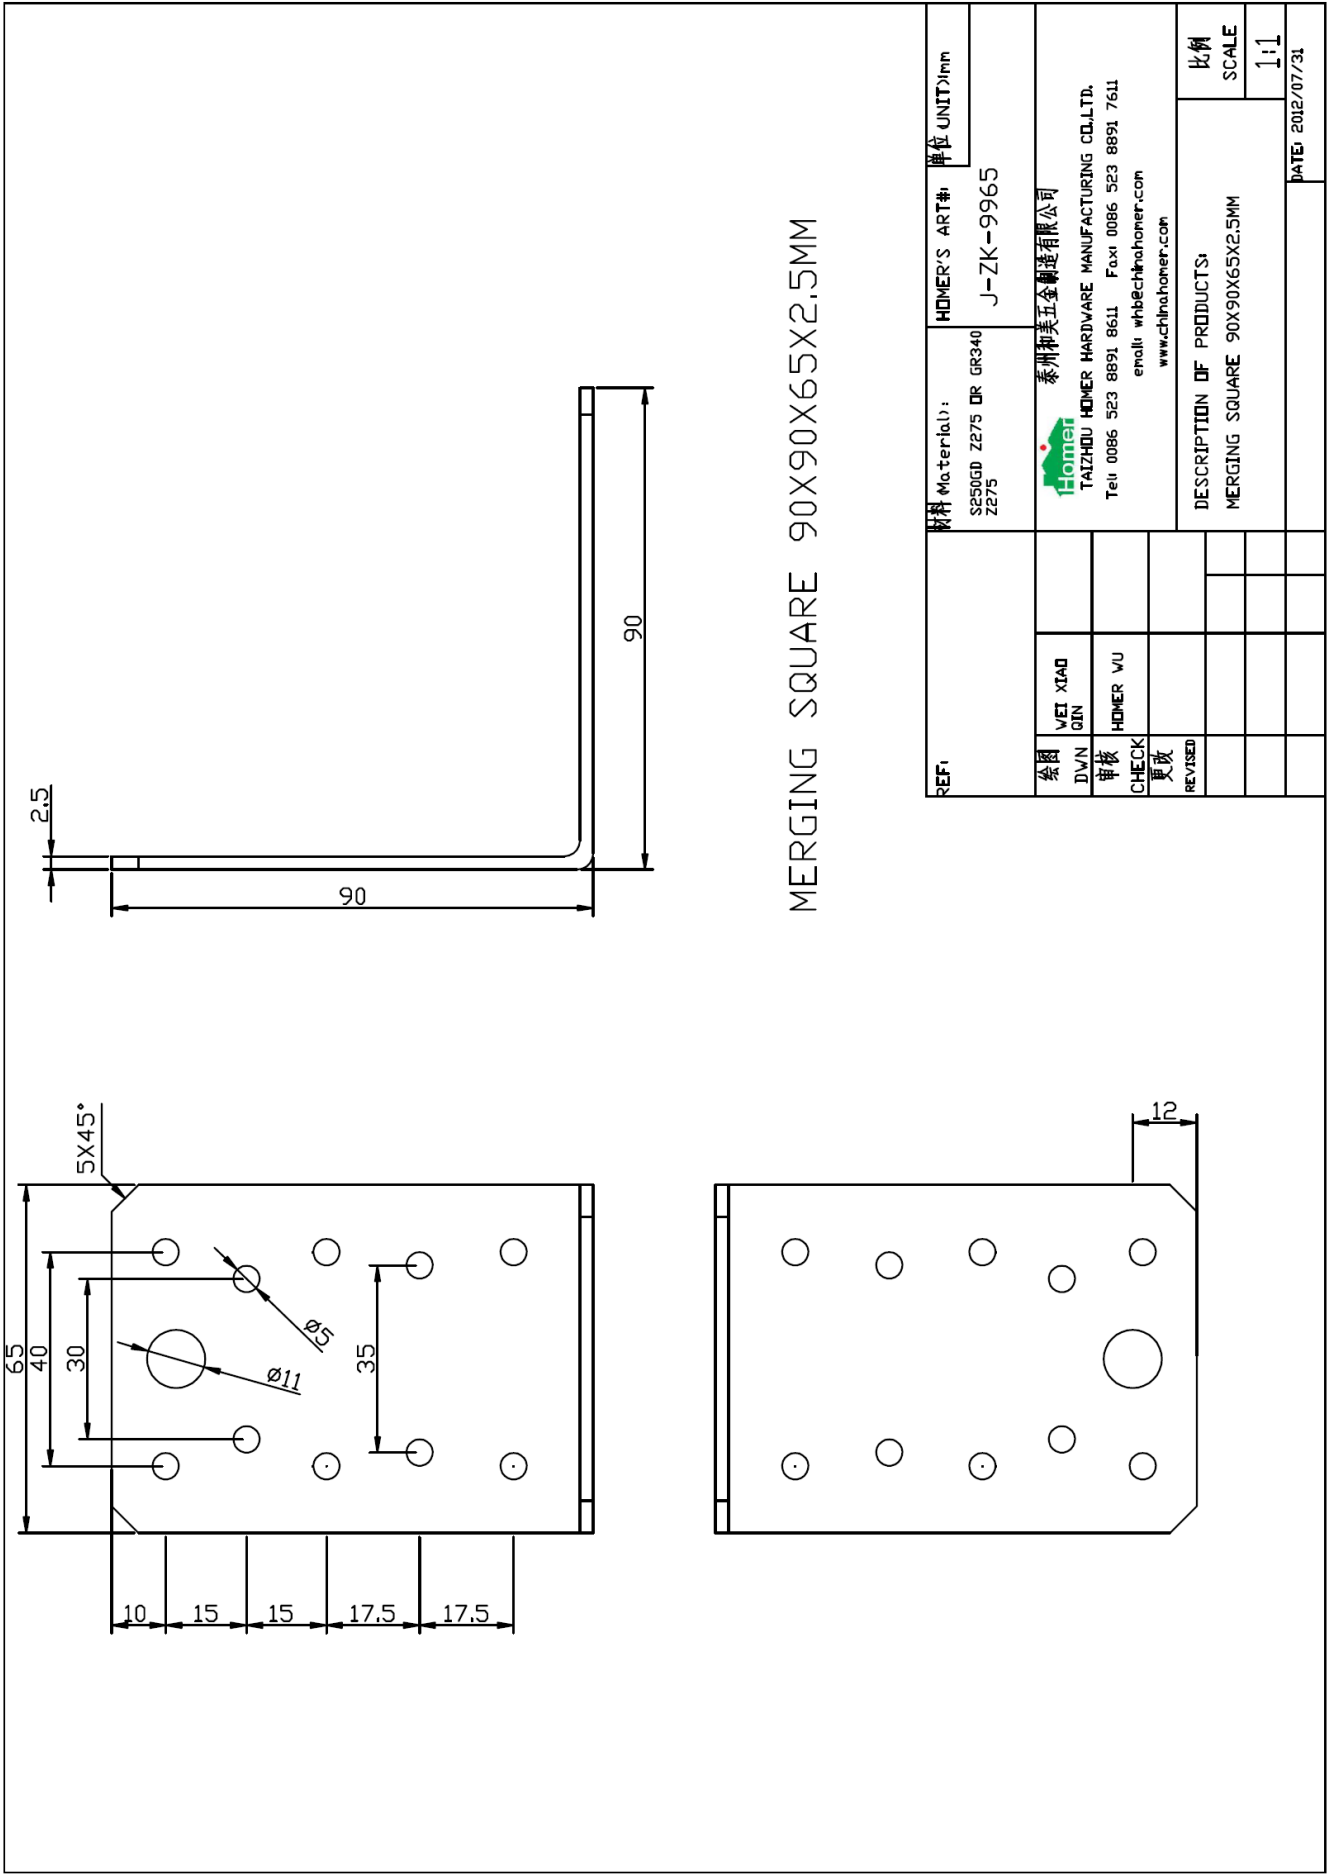 2.5
90
90
5X45°
65
40
30
ø11
ø5
35
10
15
15
17.5
17.5
12
MERGING SQUARE 90X90X65X2.5MM
REF:
材料(Material):
S250GD Z275 OR GR340
Z275
HOMER'S ART#:
J-ZK-9965
单位(UNIT):mm
绘图
DWN
WEI XIAO
QIN
审核
CHECK
HOMER WU
更改
REVISED
Homer
泰州和美五金制造有限公司
TAIZHOU HOMER HARDWARE MANUFACTURING CO.,LTD.
Tel: 0086 523 8891 8611 Fax: 0086 523 8891 7611
email: whb@chinahomer.com
www.chinahomer.com
DESCRIPTION OF PRODUCTS:
MERGING SQUARE 90X90X65X2.5MM
比例
SCALE
1:1
DATE: 2012/07/31